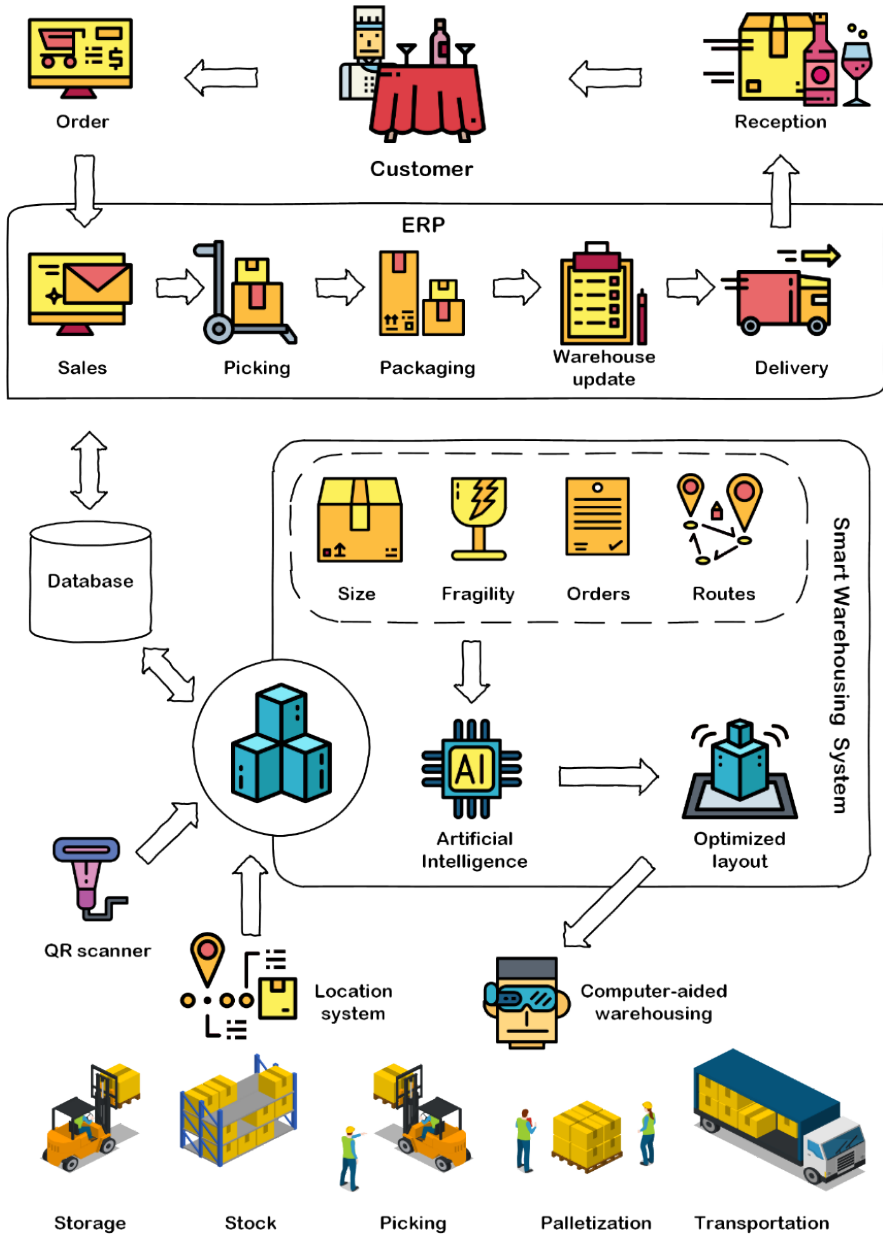 Order
Customer
Reception
ERP
Sales
Picking
Packaging
Warehouse
update
Delivery
Database
Size
Fragility
Orders
Routes
Smart Warehousing System
AI
Artificial
Intelligence
Optimized
layout
QR scanner
Location
system
Computer-aided
warehousing
Storage
Stock
Picking
Palletization
Transportation